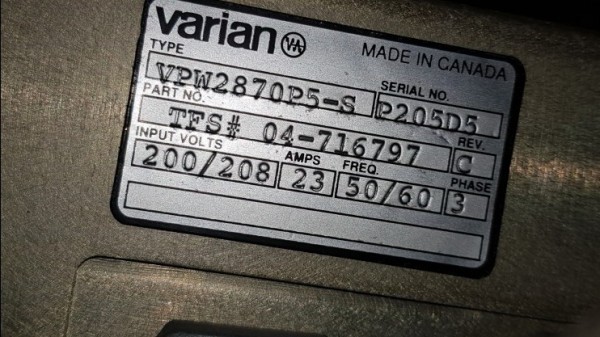 varian VA MADE IN CANADA
TYPE SERIAL NO.
VPW2870P5-S P205D5
PART NO. REV.
TFS# 04-716797 C
INPUT VOLTS AMPS FREQ. PHASE
200/208 23 50/60 3